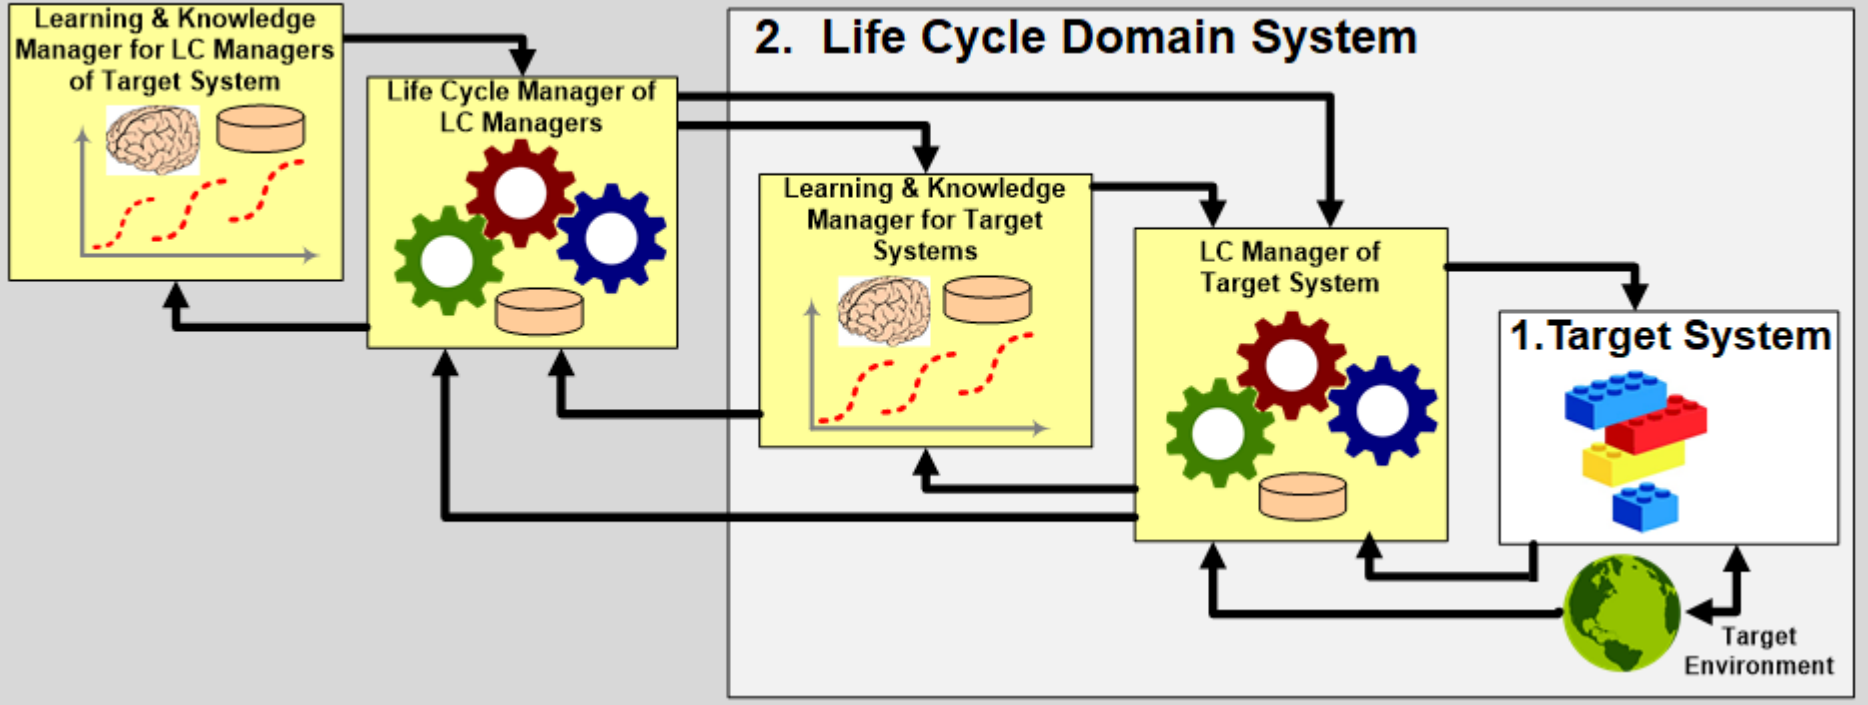 Learning & Knowledge
Manager for LC Managers
of Target System
Life Cycle Manager of
LC Managers
2. Life Cycle Domain System
Learning & Knowledge
Manager for Target
Systems
LC Manager of
Target System
1.Target System
Target
Environment